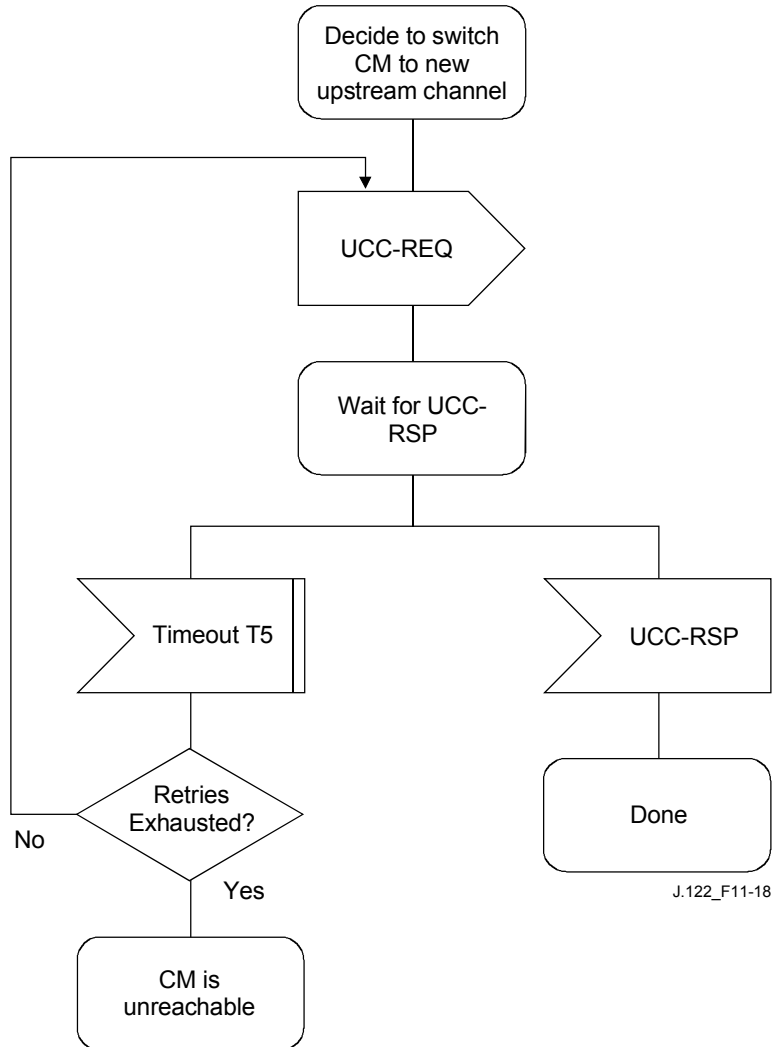 Decide to switch
CM to new
upstream channel
UCC-REQ
Wait for UCC-
RSP
Timeout T5
UCC-RSP
Retries
Exhausted?
Done
No
Yes
J.122_F11-18
CM is
unreachable